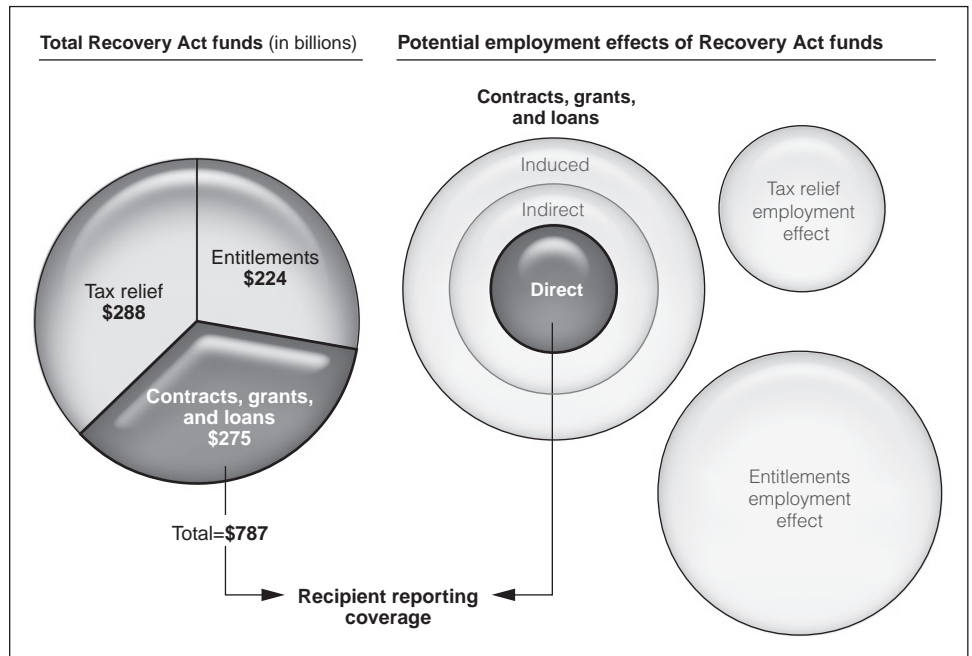 Total Recovery Act funds (in billions)
Potential employment effects of Recovery Act funds
Tax relief
$288
Entitlements
$224
Contracts, grants,
and loans
$275
Total=$787
Contracts, grants,
and loans
Induced
Indirect
Direct
Tax relief
employment
effect
Entitlements
employment
effect
Recipient reporting
coverage